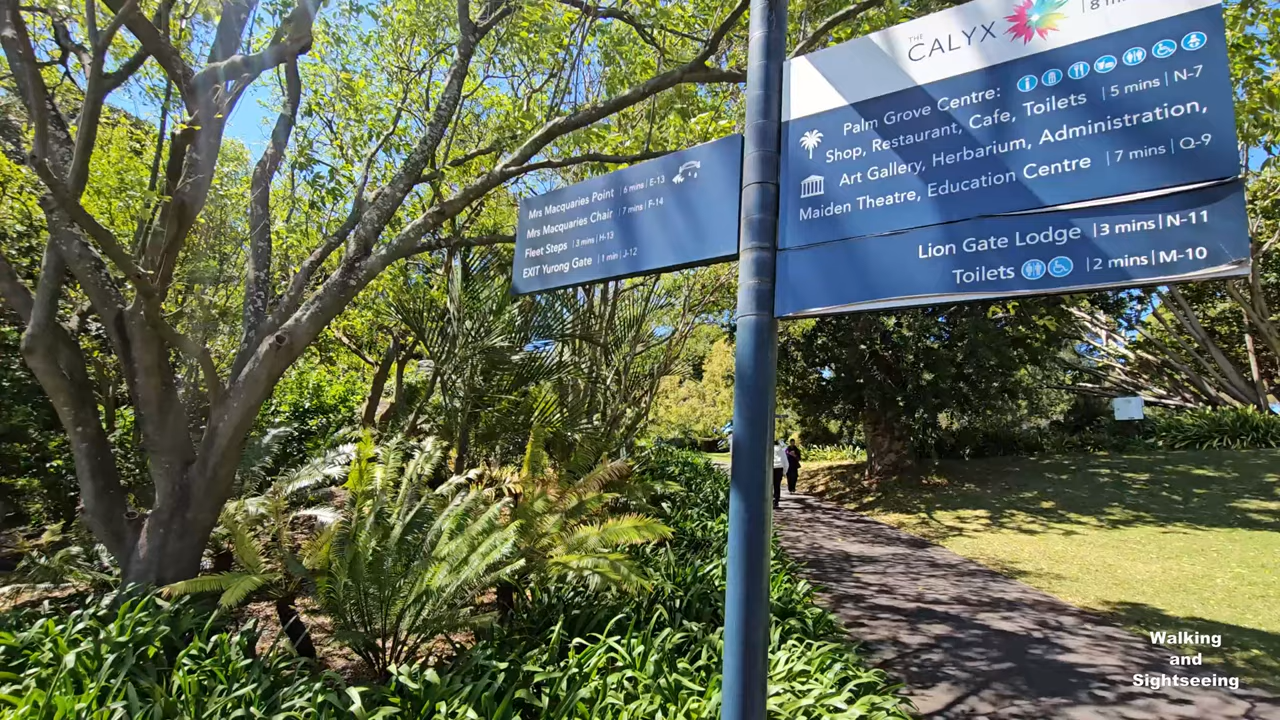 Mrs Macquaries Point | 6 mins | E-13
Mrs Macquaries Chair | 7 mins | F-14
Fleet Steps | 3 mins | H-13
EXIT Yurong Gate | 1 min | J-12
THE CALYX | 8
Palm Grove Centre:
Shop, Restaurant, Cafe, Toilets | 5 mins | N-7
Art Gallery, Herbarium, Administration,
Maiden Theatre, Education Centre | 7 mins | Q-9
Lion Gate Lodge | 3 mins | N-11
Toilets | 2 mins | M-10
Walking
and
Sightseeing